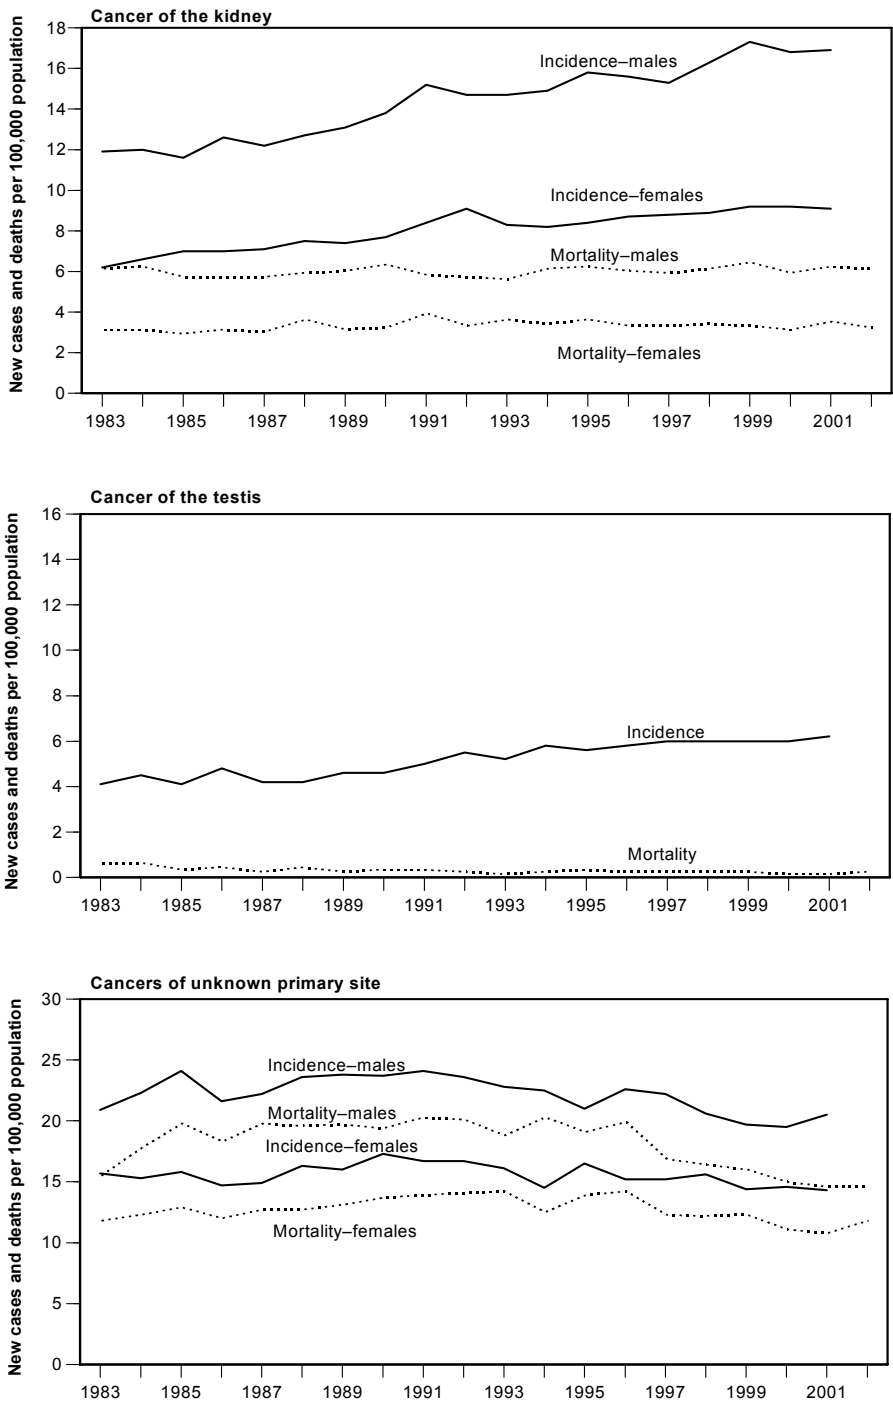 Cancer of the kidney
New cases and deaths per 100,000 population
18
16
14
12
10
8
6
4
2
0
Incidence–males
Incidence–females
Mortality–males
Mortality–females
1983 1985 1987 1989 1991 1993 1995 1997 1999 2001
Cancer of the testis
New cases and deaths per 100,000 population
16
14
12
10
8
6
4
2
0
Incidence
Mortality
1983 1985 1987 1989 1991 1993 1995 1997 1999 2001
Cancers of unknown primary site
New cases and deaths per 100,000 population
30
25
20
15
10
5
0
Incidence–males
Mortality–males
Incidence–females
Mortality–females
1983 1985 1987 1989 1991 1993 1995 1997 1999 2001